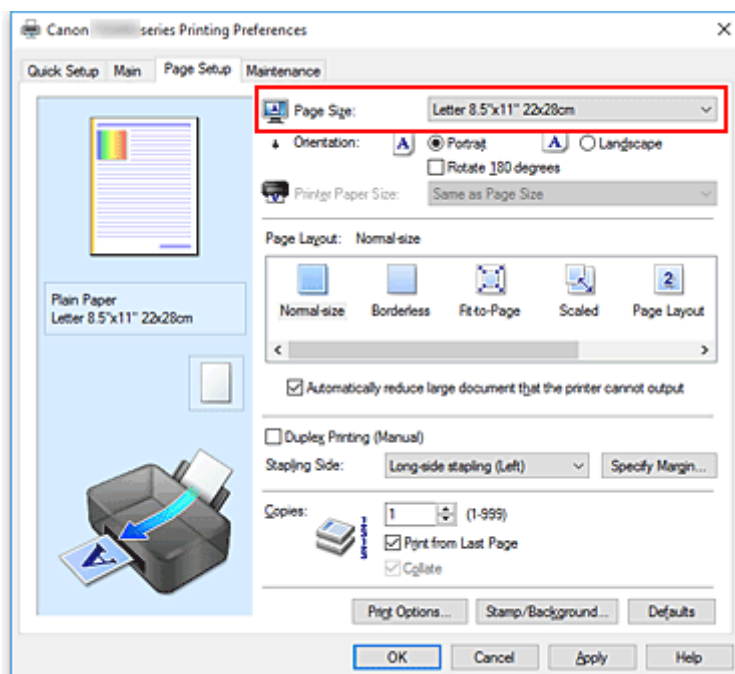 Canon series Printing Preferences
Quick Setup Main Page Setup Maintenance
Page Size: Letter 8.5"x11" 22x28cm
Orientation: A Portrait A Landscape
Rotate 180 degrees
Printer Paper Size: Same as Page Size
Page Layout: Normal-size
2
Normal-size Borderless Fit-to-Page Scaled Page Layout
Plain Paper
Letter 8.5"x11" 22x28cm
Automatically reduce large document that the printer cannot output
Duplex Printing (Manual)
Stapling Side: Long-side stapling (Left) Specify Margin...
Copies: 1 (1-999)
Print from Last Page
Collate
A
Print Options... Stamp/Background... Defaults
OK Cancel Apply Help